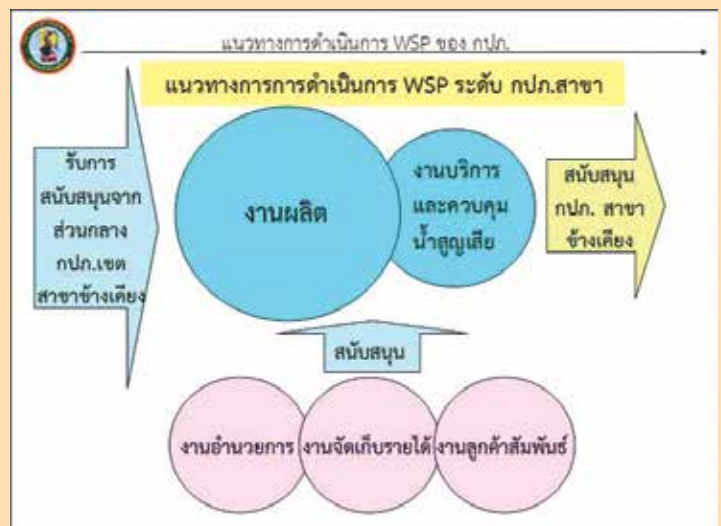 แนวทางการดำเนินการ WSP ของ กปภ.
แนวทางการการดำเนินการ WSP ระดับ กปภ.สาขา
รับการ
สนับสนุนจาก
ส่วนกลาง
กปภ.เขต
สาขาข้างเคียง
งานผลิต
งานบริการ
และควบคุม
น้ำสูญเสีย
สนับสนุน
กปภ. สาขา
ข้างเคียง
สนับสนุน
งานอำนวยการ
งานจัดเก็บรายได้
งานลูกค้าสัมพันธ์